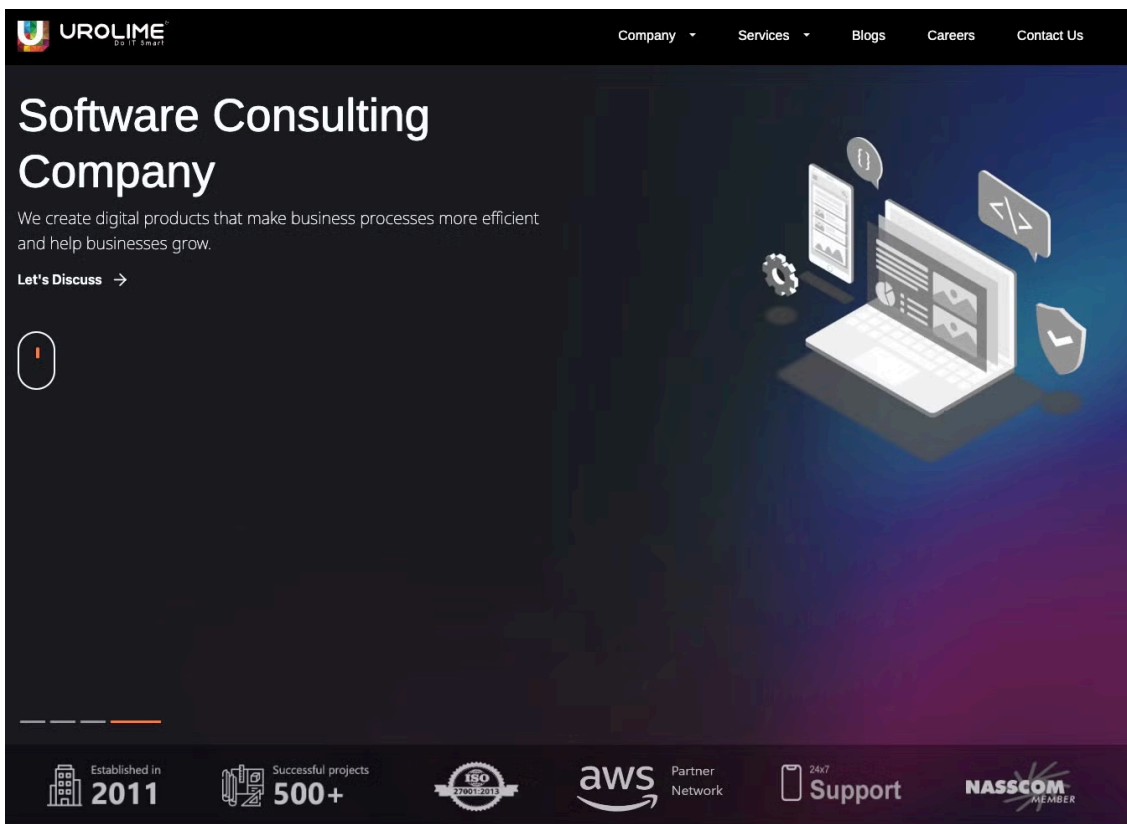 UROLIME
Do IT Smart
Company
Services
Blogs
Careers
Contact Us
Software Consulting
Company
We create digital products that make business processes more efficient
and help businesses grow.
Let's Discuss →
{}
<\>
Established in
2011
Successful projects
500+
ISO
27001:2013
aws
Partner
Network
24x7
Support
NASSCOM
MEMBER